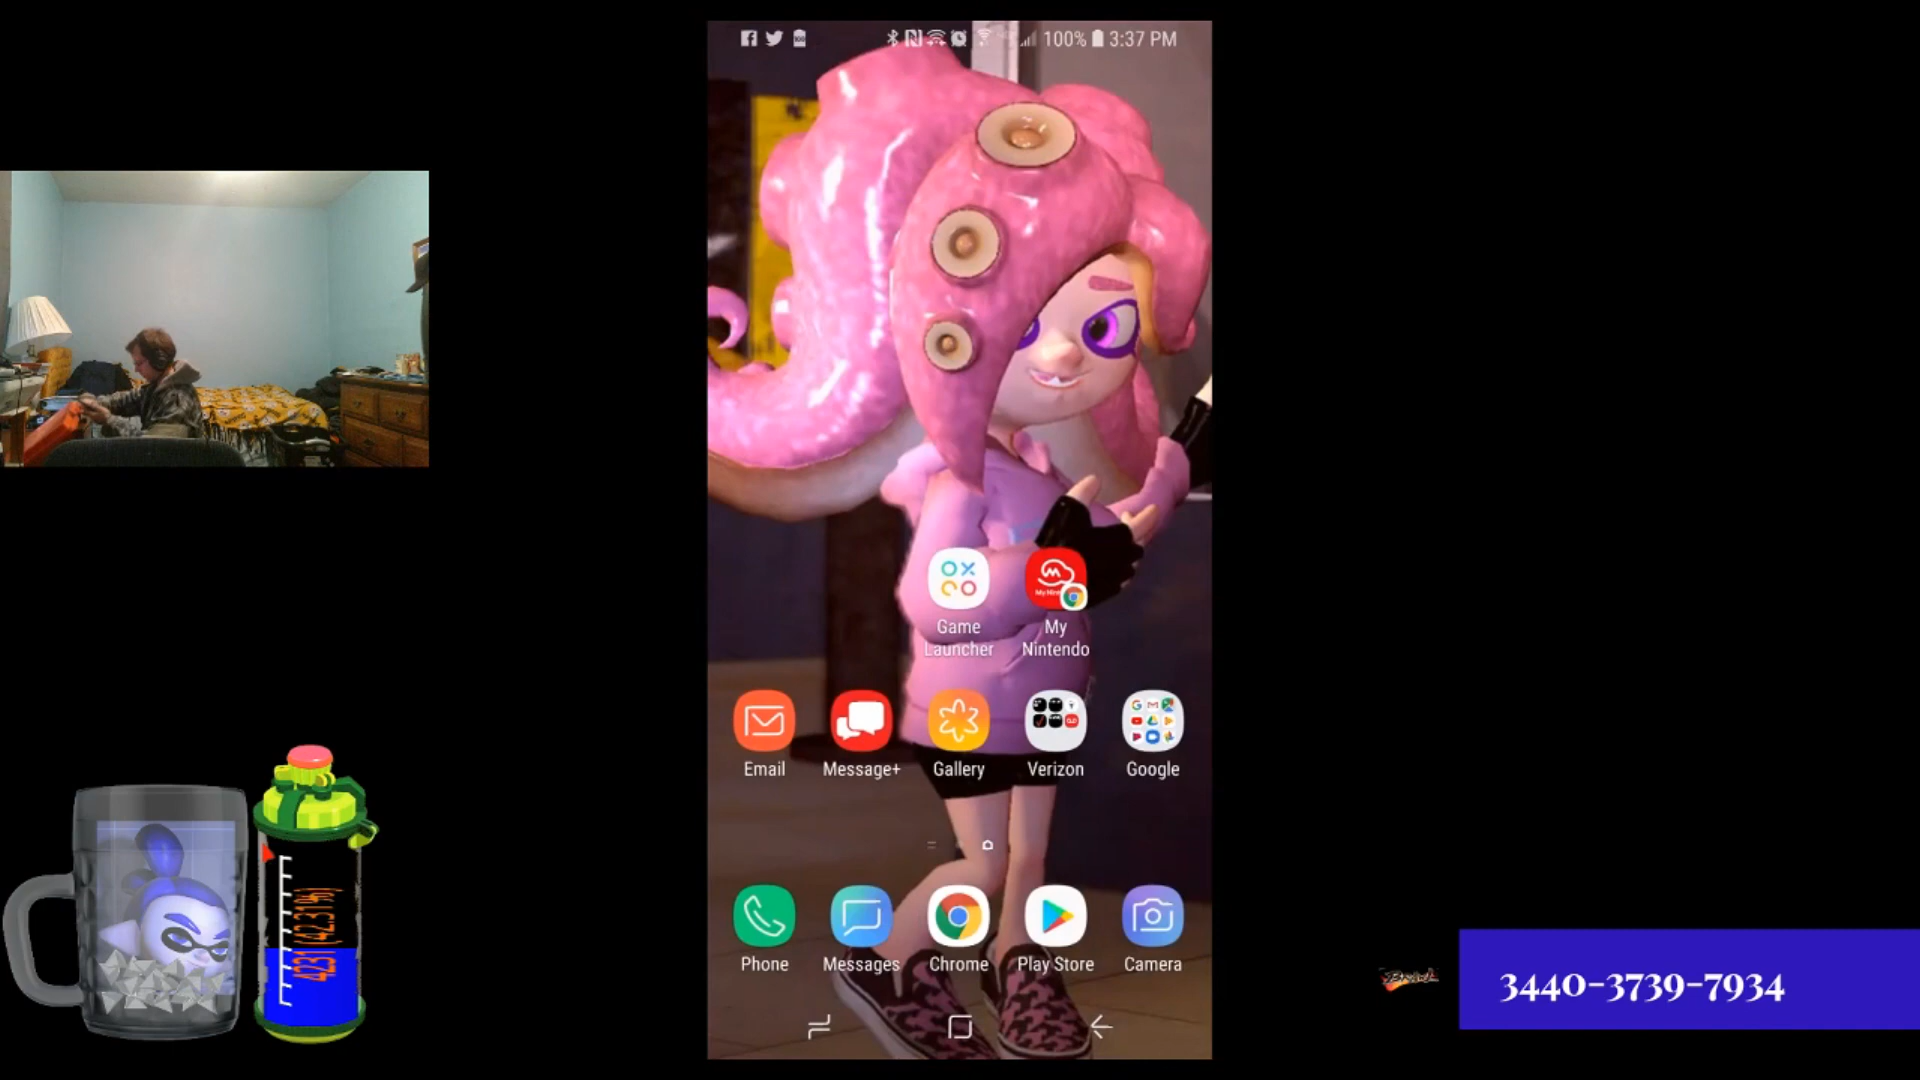 100% 3:37 PM
Game
Launcher
My
Nintendo
Email
Message+
Gallery
Verizon
Google
Phone
Messages
Chrome
Play Store
Camera
4231 (42.31%)
3440-3739-7934